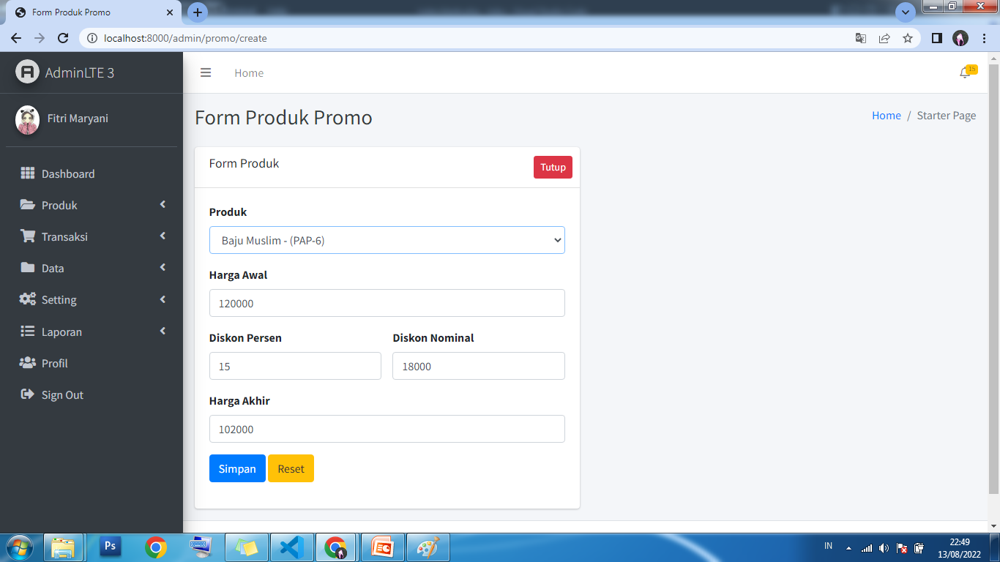 Form Produk Promo
localhost:8000/admin/promo/create
AdminLTE 3
Home
15
Fitri Maryani
Form Produk Promo
Home / Starter Page
Dashboard
Produk
Transaksi
Data
Setting
Laporan
Profil
Sign Out
Form Produk
Tutup
Produk
Baju Muslim - (PAP-6)
Harga Awal
120000
Diskon Persen
Diskon Nominal
15
18000
Harga Akhir
102000
Simpan
Reset
Ps
IN
22:49
13/08/2022